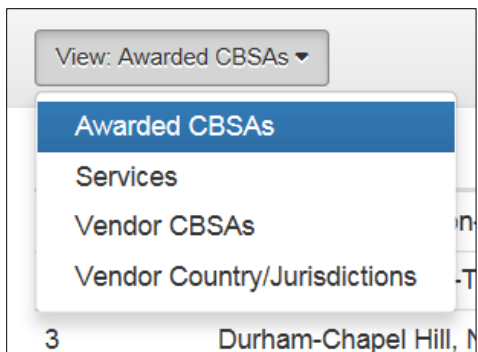 View: Awarded CBSAs
Awarded CBSAs
Services
Vendor CBSAs
Vendor Country/Jurisdictions
3 Durham-Chapel Hill,